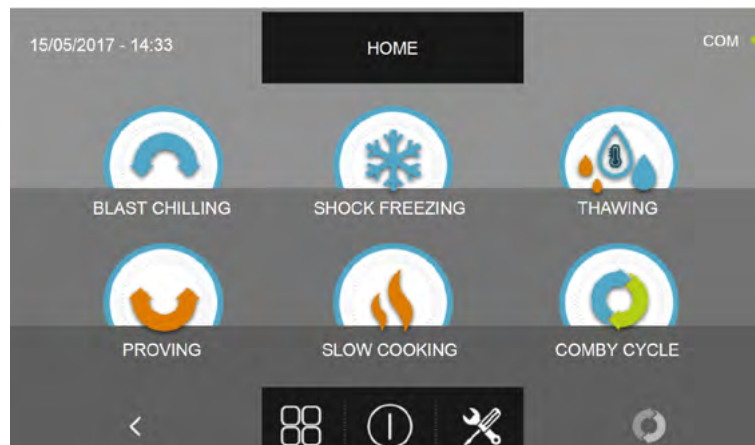 15/05/2017 - 14:33
HOME
COM
BLAST CHILLING
SHOCK FREEZING
THAWING
PROVING
SLOW COOKING
COMBY CYCLE